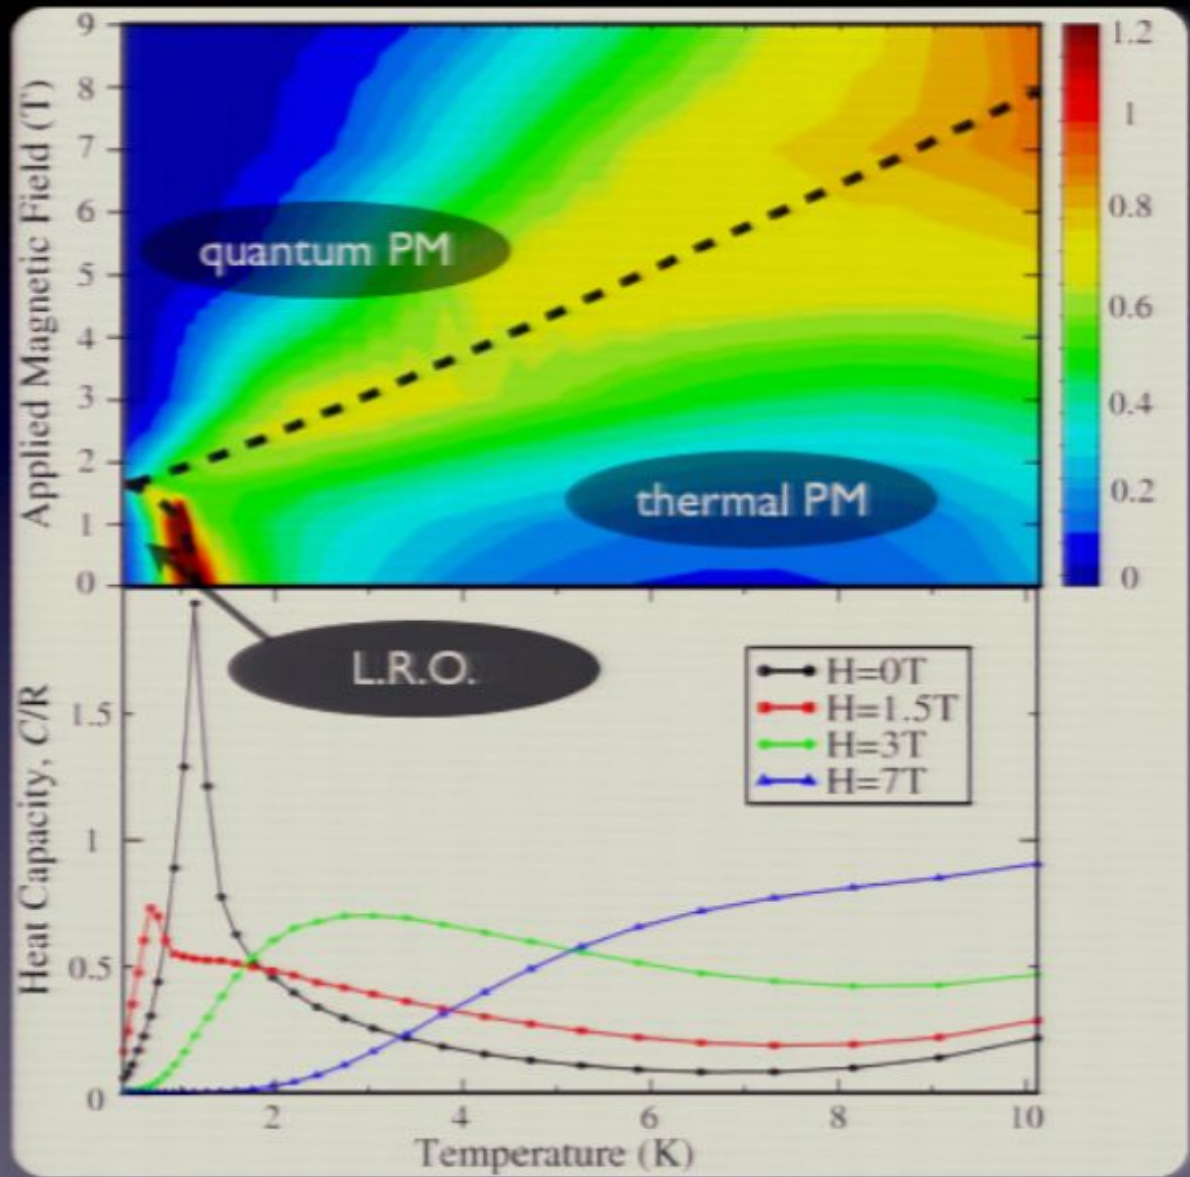 Applied Magnetic Field (T)
9
8
7
6
5
4
3
2
1
0
quantum PM
thermal PM
L.R.O.
1.2
1
0.8
0.6
0.4
0.2
0
Heat Capacity, C/R
1.5
1
0.5
0
H=0T
H=1.5T
H=3T
H=7T
2
4
6
8
10
Temperature (K)